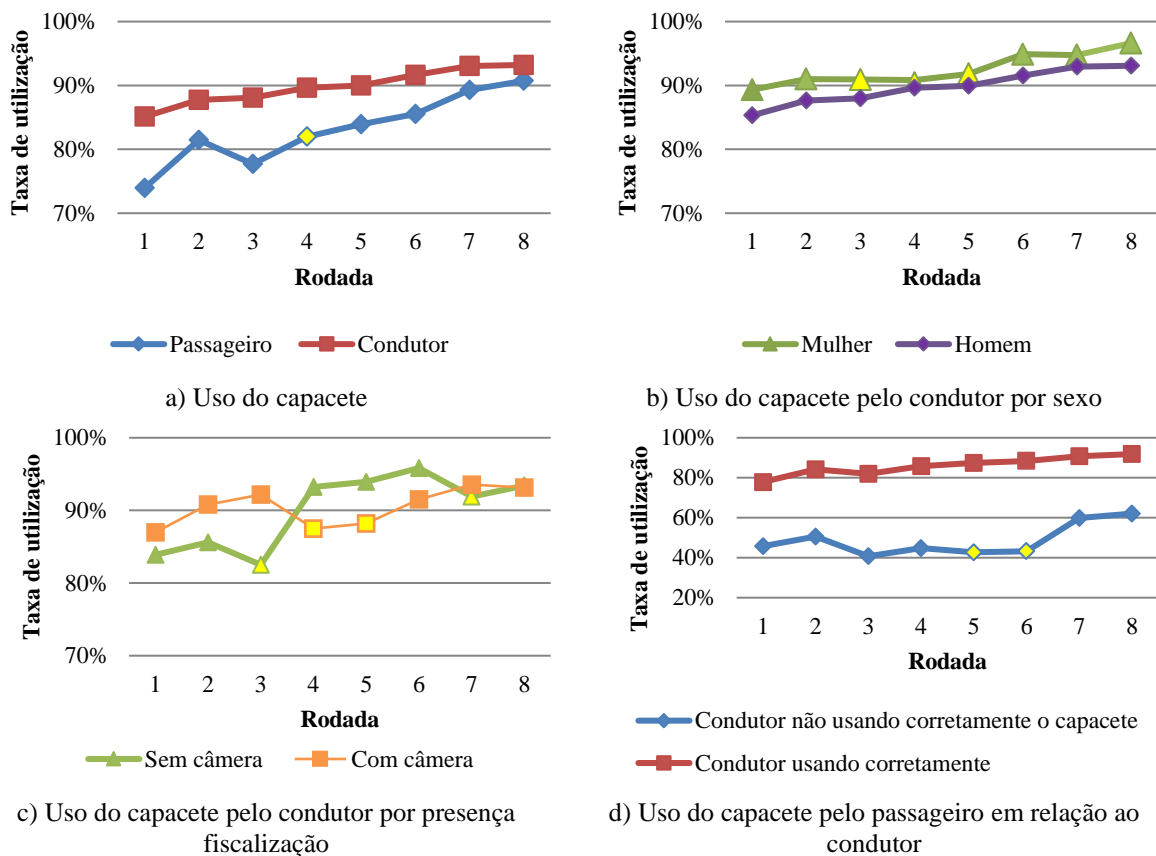 100%
90%
80%
70%
Taxa de utilização
1 2 3 4 5 6 7 8
Rodada
Passageiro Condutor
a) Uso do capacete
100%
90%
80%
70%
Taxa de utilização
1 2 3 4 5 6 7 8
Rodada
Mulher Homem
b) Uso do capacete pelo condutor por sexo
100%
90%
80%
70%
Taxa de utilização
1 2 3 4 5 6 7 8
Rodada
Sem câmera Com câmera
c) Uso do capacete pelo condutor por presença
fiscalização
100%
80%
60%
40%
20%
Taxa de utilização
1 2 3 4 5 6 7 8
Rodada
Condutor não usando corretamente o capacete
Condutor usando corretamente
d) Uso do capacete pelo passageiro em relação ao
condutor